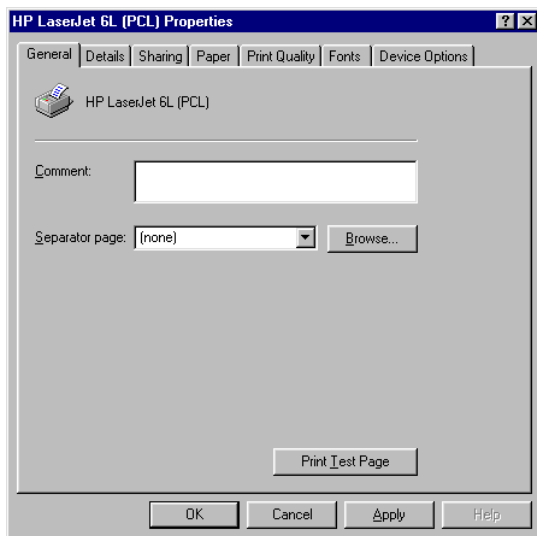 HP LaserJet 6L (PCL) Properties
General Details Sharing Paper Print Quality Fonts Device Options
HP LaserJet 6L (PCL)
Comment:
Separator page: (none) Browse...
Print Test Page
OK Cancel Apply Help